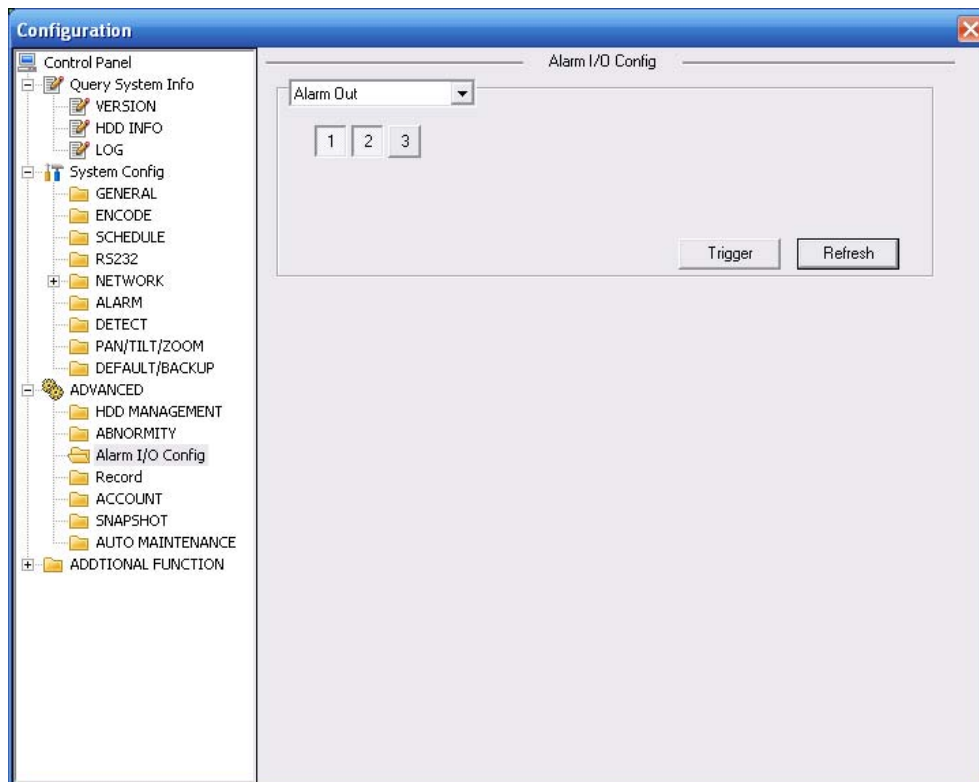 Configuration
Control Panel
Query System Info
VERSION
HDD INFO
LOG
System Config
GENERAL
ENCODE
SCHEDULE
RS232
NETWORK
ALARM
DETECT
PAN/TILT/ZOOM
DEFAULT/BACKUP
ADVANCED
HDD MANAGEMENT
ABNORMITY
Alarm I/O Config
Record
ACCOUNT
SNAPSHOT
AUTO MAINTENANCE
ADDTIONAL FUNCTION
Alarm I/O Config
Alarm Out
1 2 3
Trigger Refresh